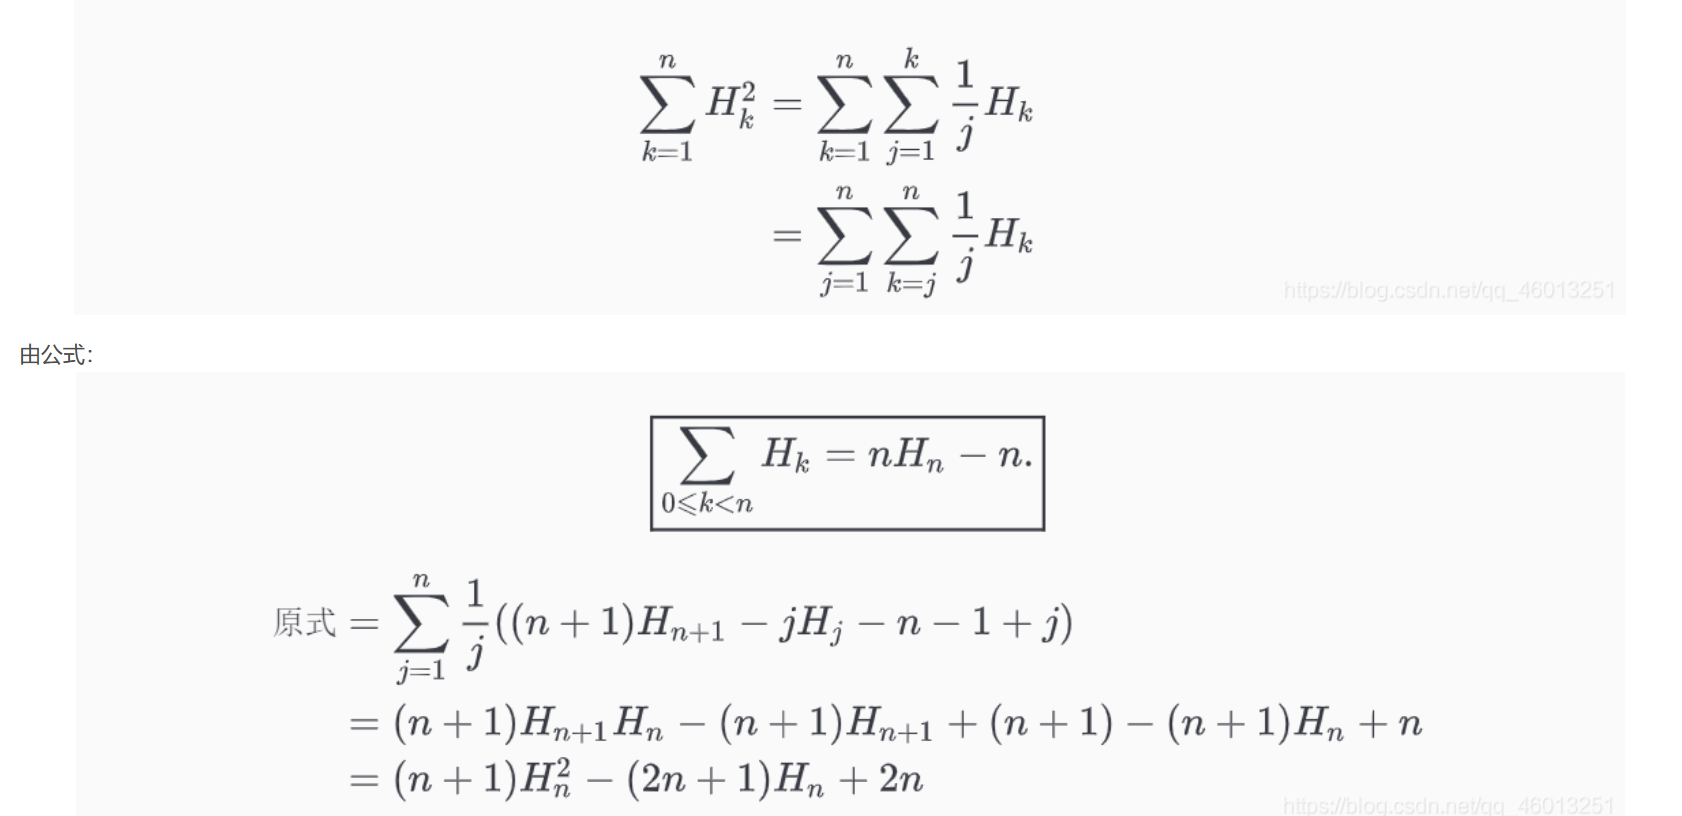 \sum_{k=1}^{n} H_k^2 = \sum_{k=1}^{n} \sum_{j=1}^{k} \frac{1}{j} H_k
= \sum_{j=1}^{n} \sum_{k=j}^{n} \frac{1}{j} H_k
https://blog.csdn.net/qq_46013251
由公式：
\sum_{0 \leqslant k < n} H_k = nH_n - n.
原式 = \sum_{j=1}^{n} \frac{1}{j} ((n + 1)H_{n+1} - jH_j - n - 1 + j)
= (n + 1)H_{n+1}H_n - (n + 1)H_{n+1} + (n + 1) - (n + 1)H_n + n
= (n + 1)H_n^2 - (2n + 1)H_n + 2n
https://blog.csdn.net/qq_46013251